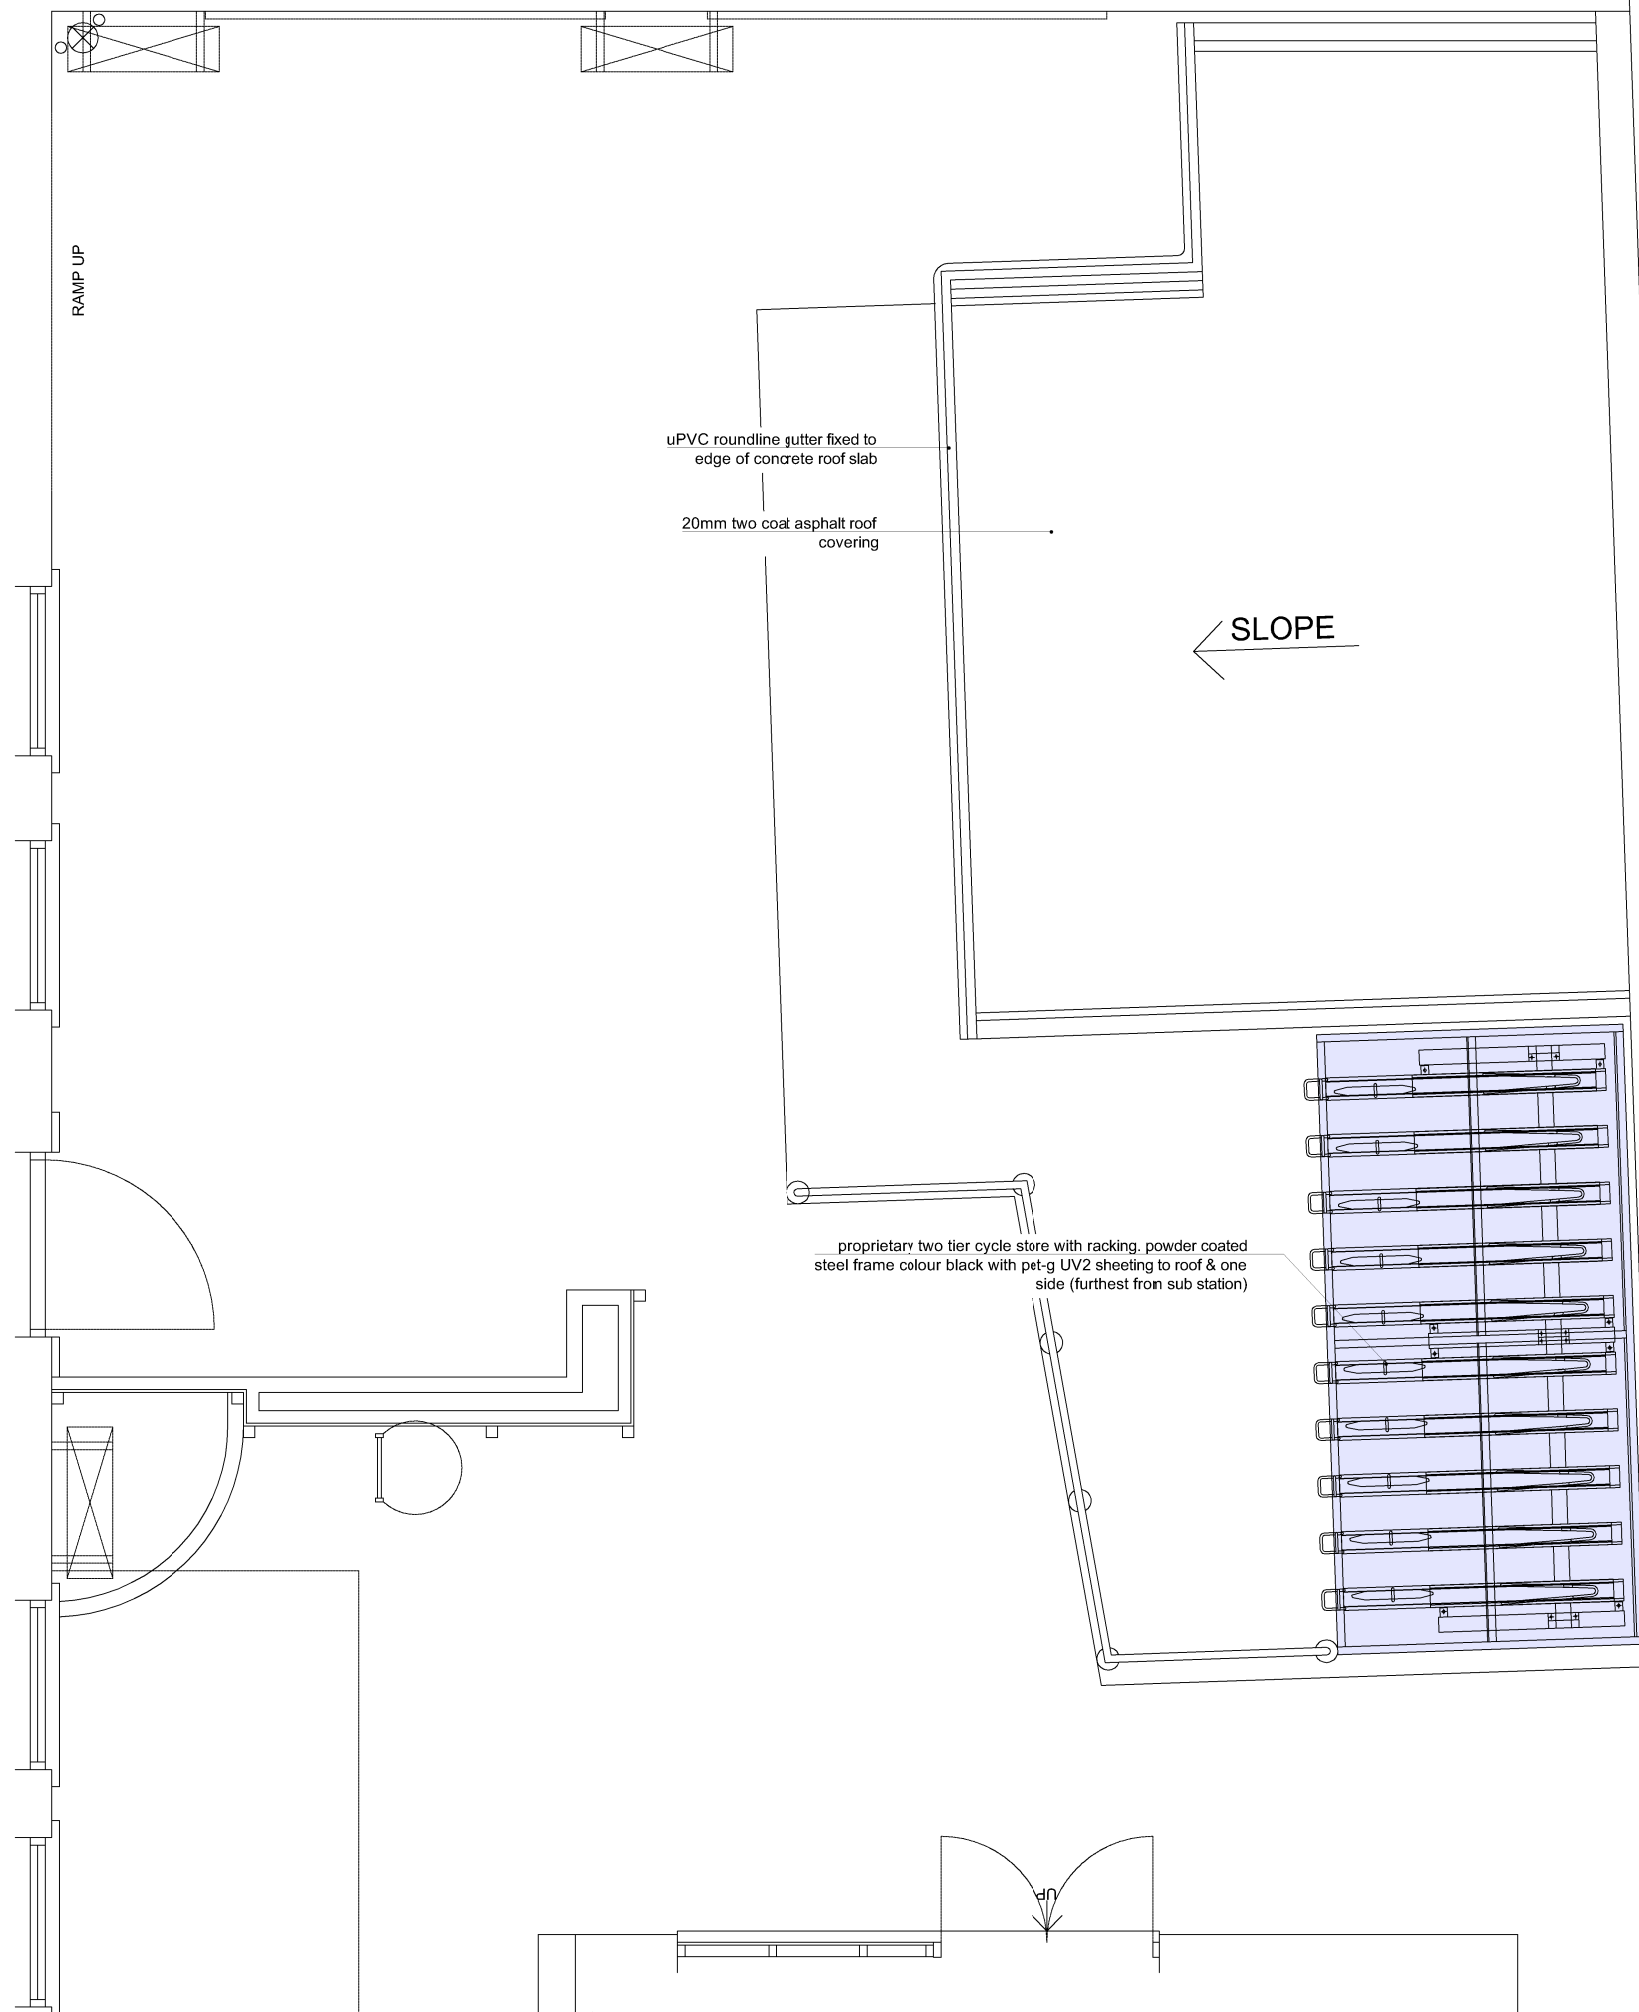 RAMP UP
uPVC roundline gutter fixed to
edge of concrete roof slab
20mm two coat asphalt roof
covering
SLOPE
proprietary two tier cycle store with racking. powder coated
steel frame colour black with pet-g UV2 sheeting to roof & one
side (furthest from sub station)
UP